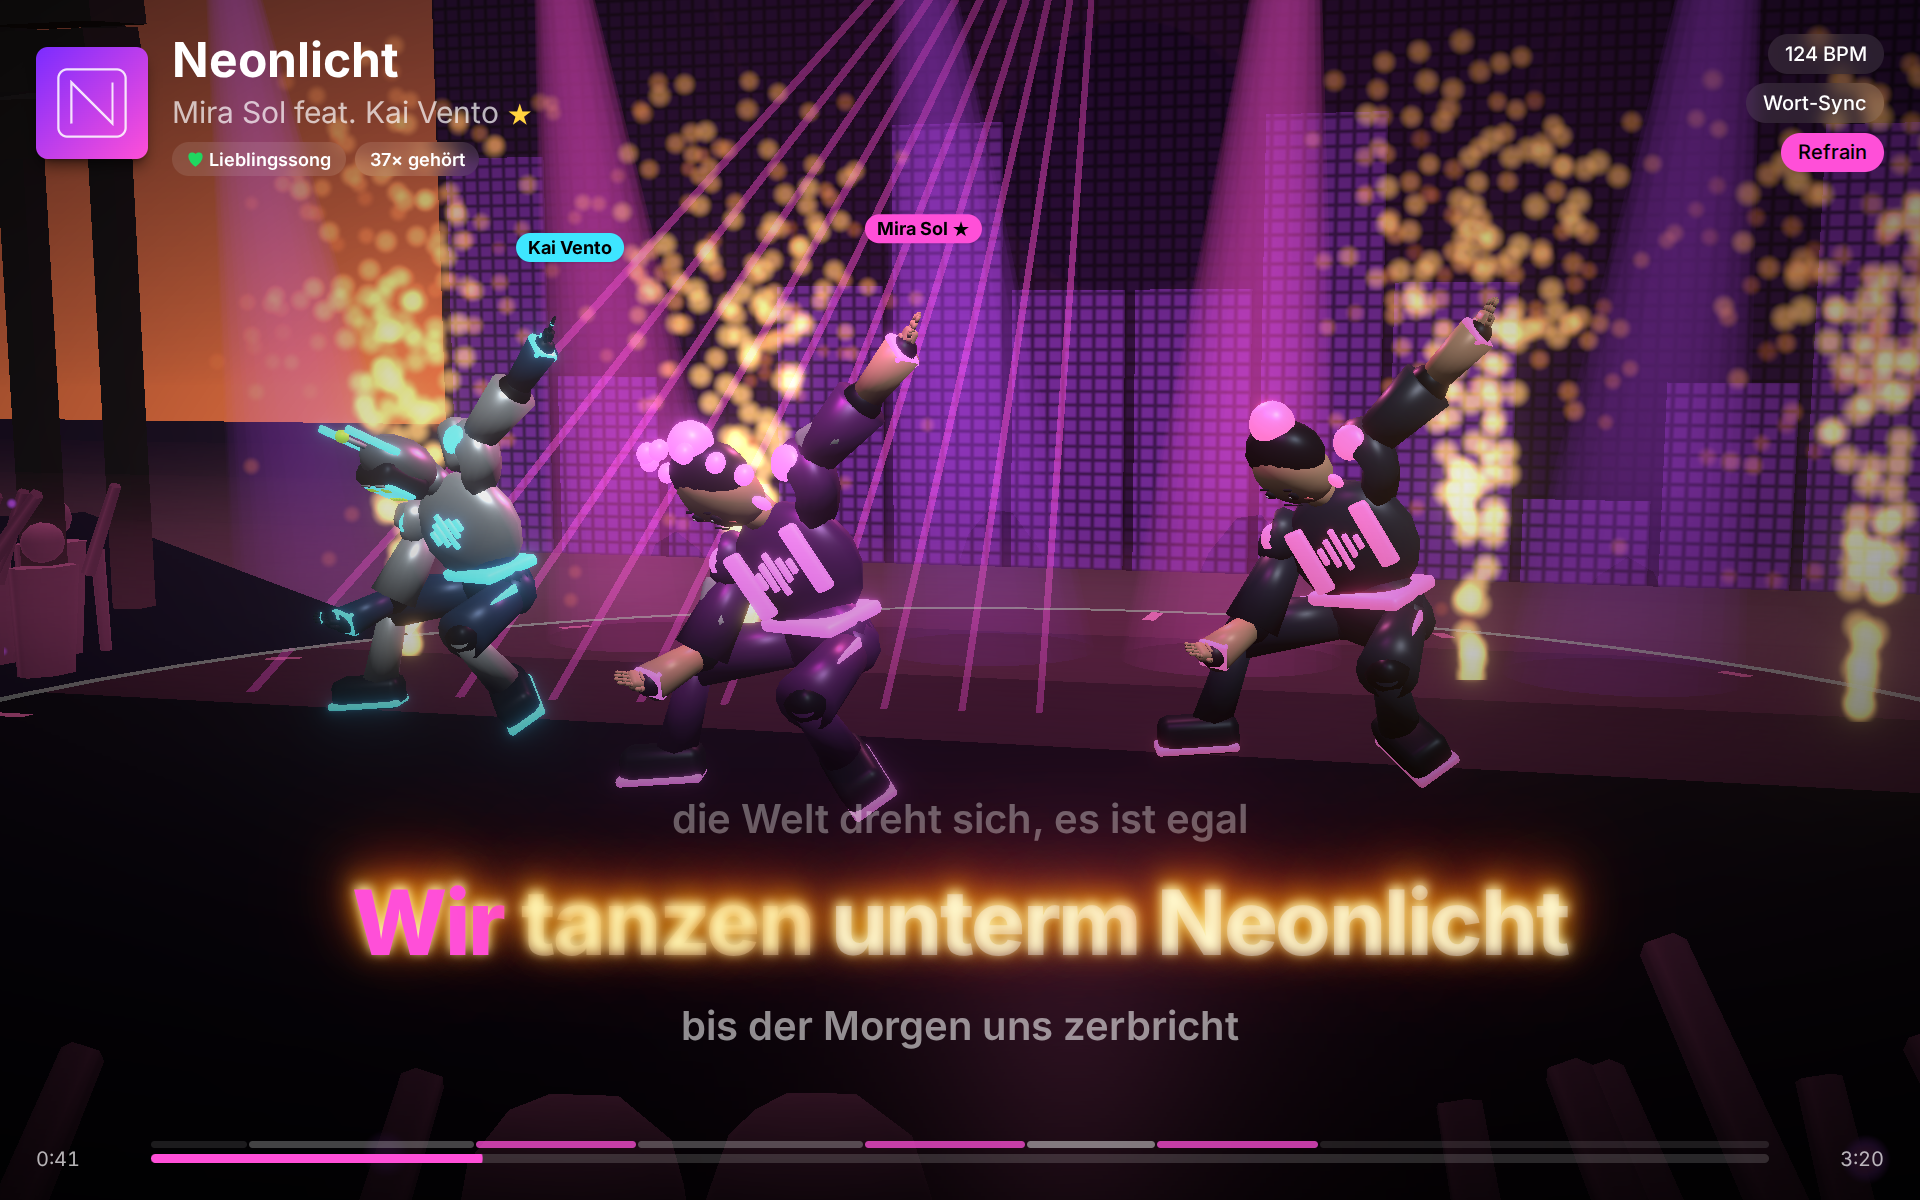 N
Neonlicht
Mira Sol feat. Kai Vento ★
Lieblingssong
37× gehört
124 BPM
Wort-Sync
Refrain
Kai Vento
Mira Sol ★
die Welt dreht sich, es ist egal
Wir tanzen unterm Neonlicht
bis der Morgen uns zerbricht
0:41
3:20